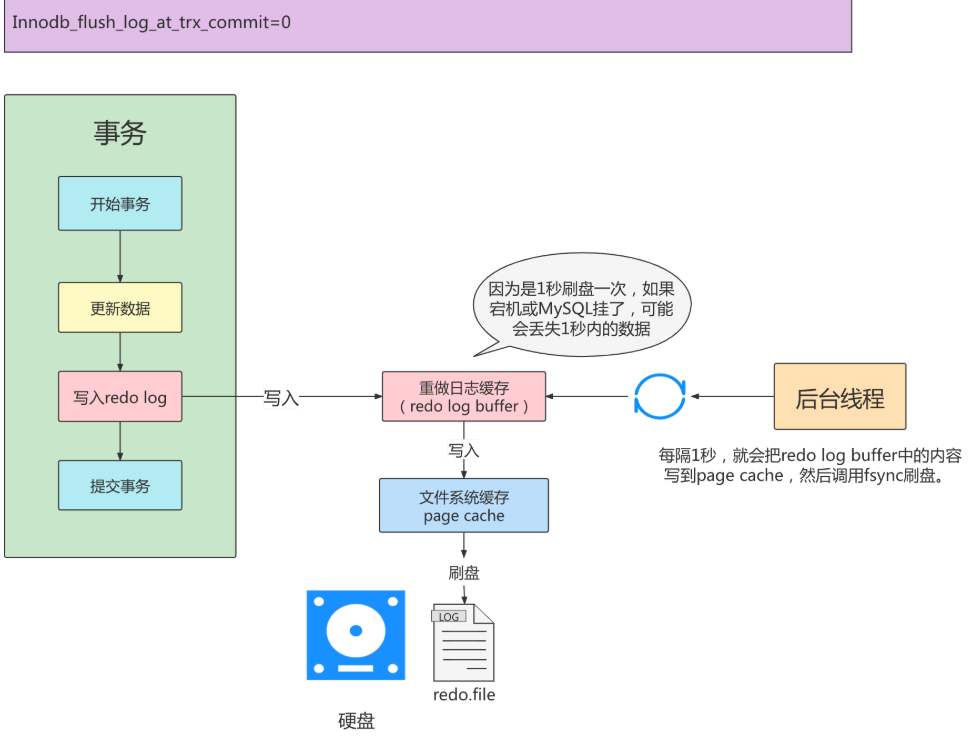 Innodb_flush_log_at_trx_commit=0
事务
开始事务
更新数据
写入redo log
提交事务
写入
因为是1秒刷盘一次，如果
宕机或MySQL挂了，可能
会丢失1秒内的数据
重做日志缓存
（redo log buffer）
后台线程
每隔1秒，就会把redo log buffer中的内容
写到page cache，然后调用fsync刷盘。
写入
文件系统缓存
page cache
刷盘
LOG
redo.file
硬盘